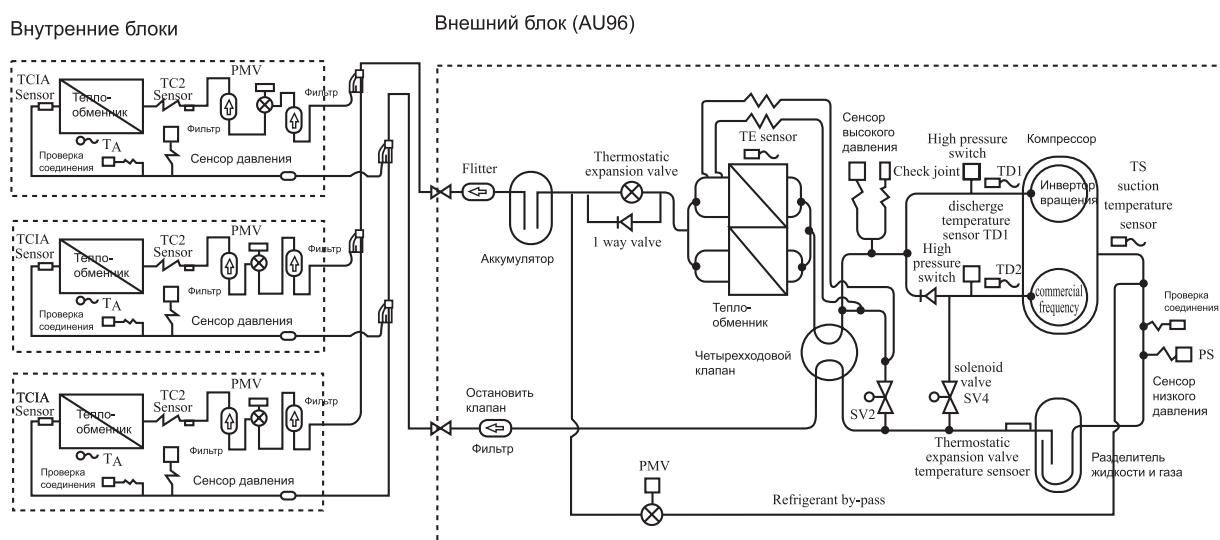 Внутренние блоки
TCIA
Sensor
Тепло-
обменник
TC2
Sensor
PMV
Фильтр
Фильтр
TA
Проверка
соединения
Сенсор давления
TCIA
Sensor
Тепло-
обменник
TC2
Sensor
PMV
Фильтр
Фильтр
TA
Проверка
соединения
Сенсор давления
TCIA
Sensor
Тепло-
обменник
TC2
Sensor
PMV
Фильтр
Фильтр
TA
Проверка
соединения
Сенсор давления
Внешний блок (AU96)
Flitter
Аккумулятор
Thermostatic
expansion valve
1 way valve
TE sensor
Тепло-
обменник
Четырехходовой
клапан
Сенсор
высокого
давления
Check joint
High pressure
switch
TD1
discharge
temperature
sensor TD1
High
pressure
switch
TD2
Компрессор
Инвертор
вращения
commercial
frequency
TS
suction
temperature
sensor
Проверка
соединения
PS
Сенсор
низкого
давления
Остановить
клапан
Фильтр
SV2
solenoid
valve
SV4
Thermostatic
expansion valve
temperature sensoer
Разделитель
жидкости и газа
PMV
Refrigerant by-pass